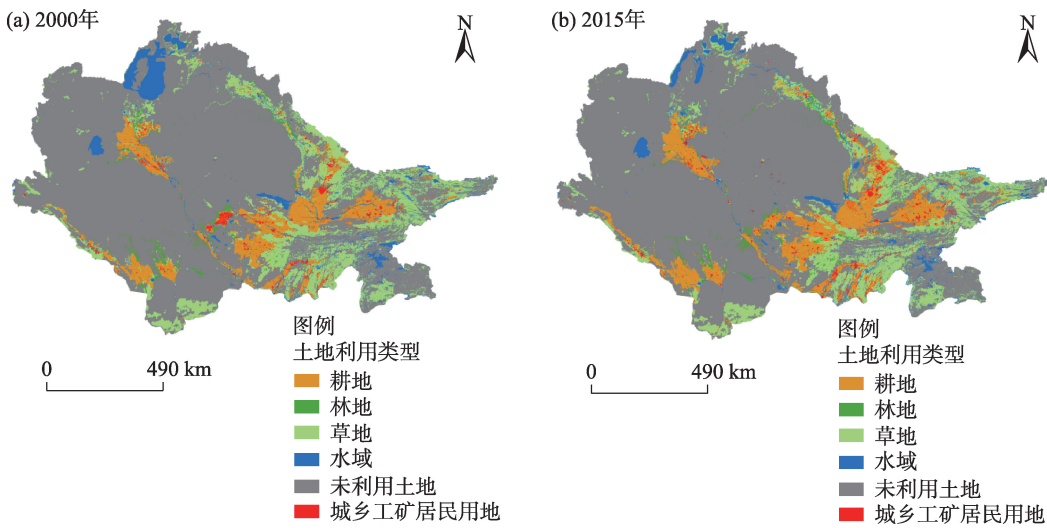 (a) 2000年
N
图例
土地利用类型
0 490 km
耕地
林地
草地
水域
未利用土地
城乡工矿居民用地
(b) 2015年
N
图例
土地利用类型
0 490 km
耕地
林地
草地
水域
未利用土地
城乡工矿居民用地